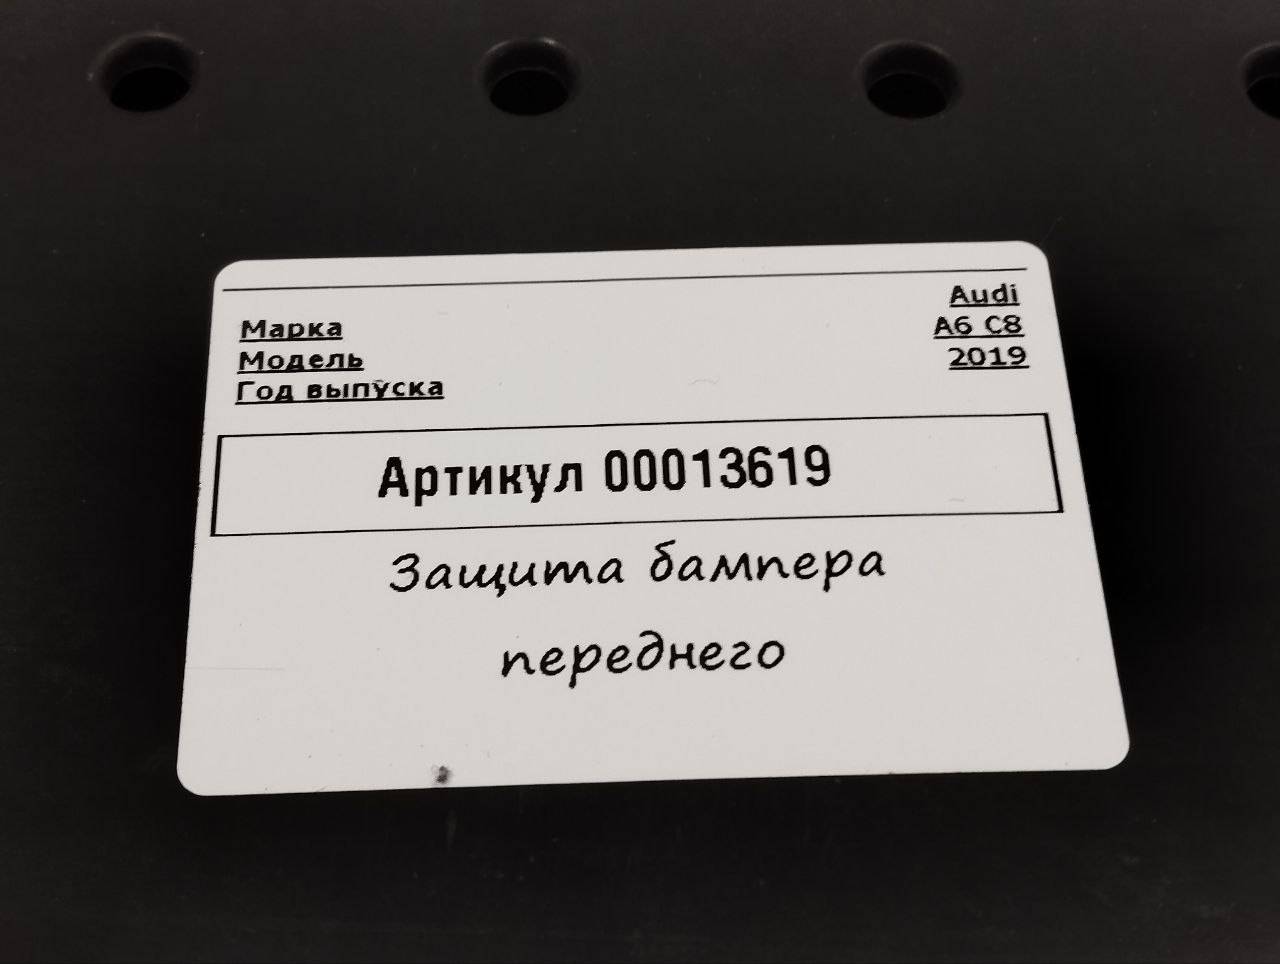 Марка Audi
Модель A6 C8
Год выпуска 2019
Артикул 00013619
Защита бампера
переднего